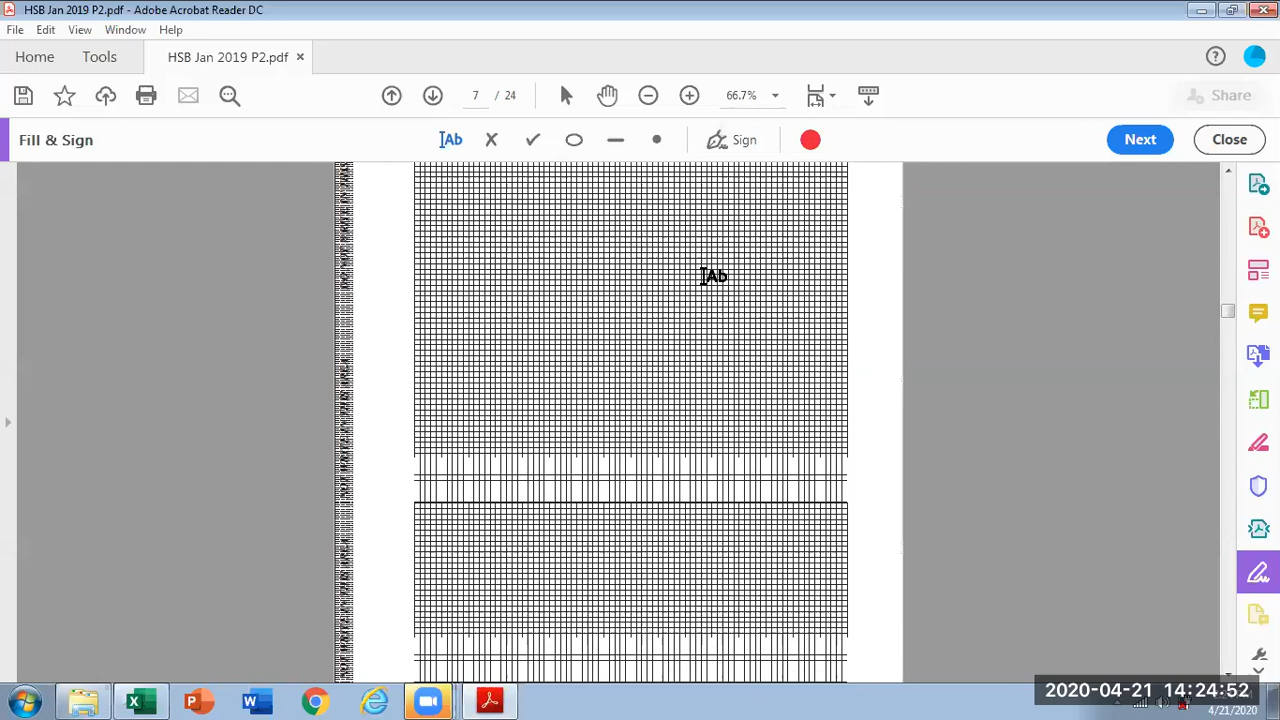 HSB Jan 2019 P2.pdf - Adobe Acrobat Reader DC
File Edit View Window Help
Home Tools HSB Jan 2019 P2.pdf
7 / 24 66.7% Share
Fill & Sign Ab Sign Next Close
Ab
2020-04-21 14:24:52
4/21/2020